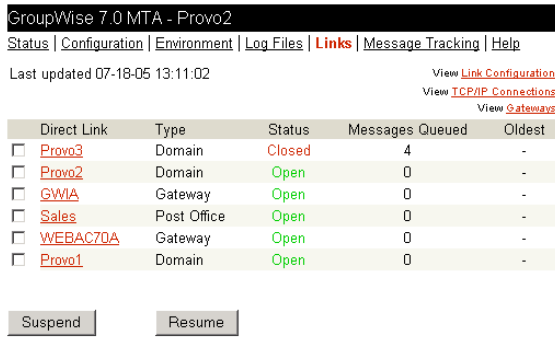 GroupWise 7.0 MTA - Provo2
Status | Configuration | Environment | Log Files | Links | Message Tracking | Help
Last updated 07-18-05 13:11:02
View Link Configuration
View TCP/IP Connections
View Gateways
Direct Link Type Status Messages Queued Oldest
Provo3 Domain Closed 4 -
Provo2 Domain Open 0 -
GWIA Gateway Open 0 -
Sales Post Office Open 0 -
WEBAC70A Gateway Open 0 -
Provo1 Domain Open 0 -
Suspend Resume